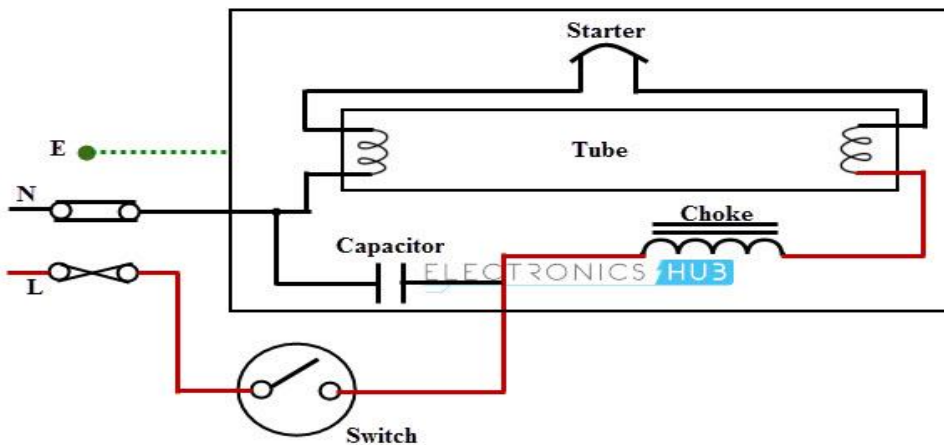 Starter
E
Tube
N
Choke
Capacitor
ELECTRONICS HUB
L
Switch